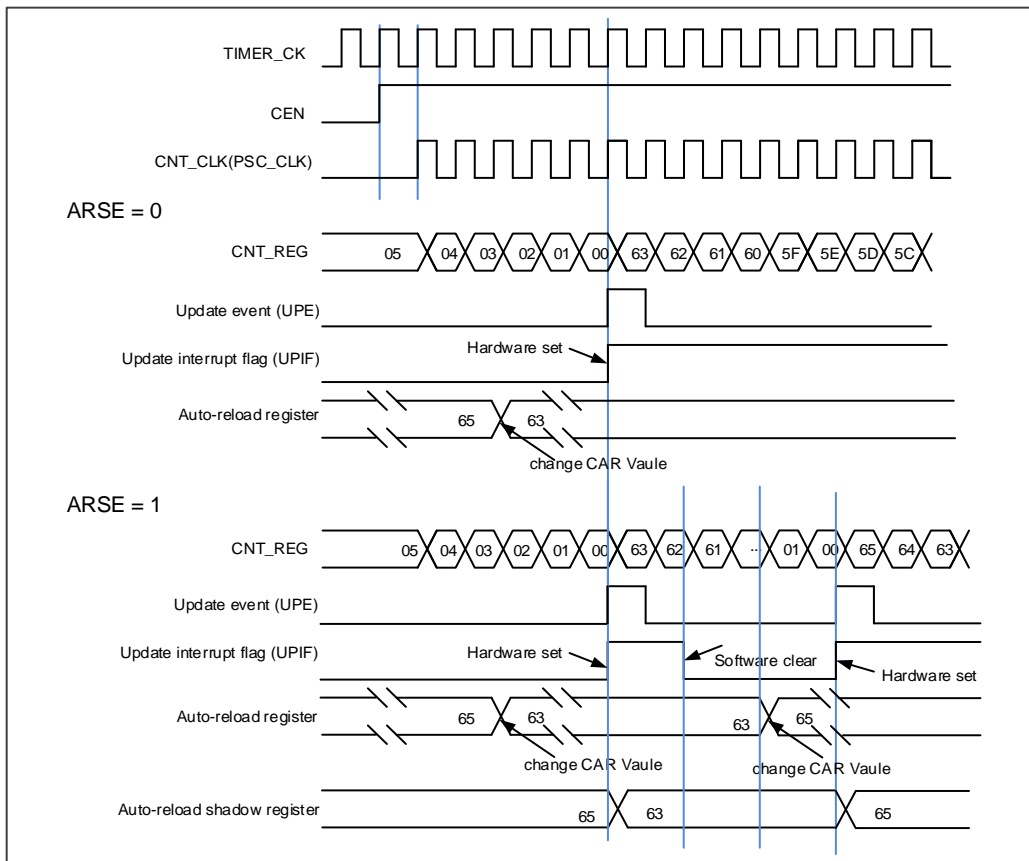 TIMER_CK
CEN
CNT_CLK(PSC_CLK)
ARSE = 0
CNT_REG 05 04 03 02 01 00 63 62 61 60 5F 5E 5D 5C
Update event (UPE)
Update interrupt flag (UPIF) Hardware set
Auto-reload register 65 63
change CAR Vaule
ARSE = 1
CNT_REG 05 04 03 02 01 00 63 62 61 ... 01 00 65 64 63
Update event (UPE)
Update interrupt flag (UPIF) Hardware set Software clear Hardware set
Auto-reload register 65 63 63 65
change CAR Vaule change CAR Vaule
Auto-reload shadow register 65 63 65